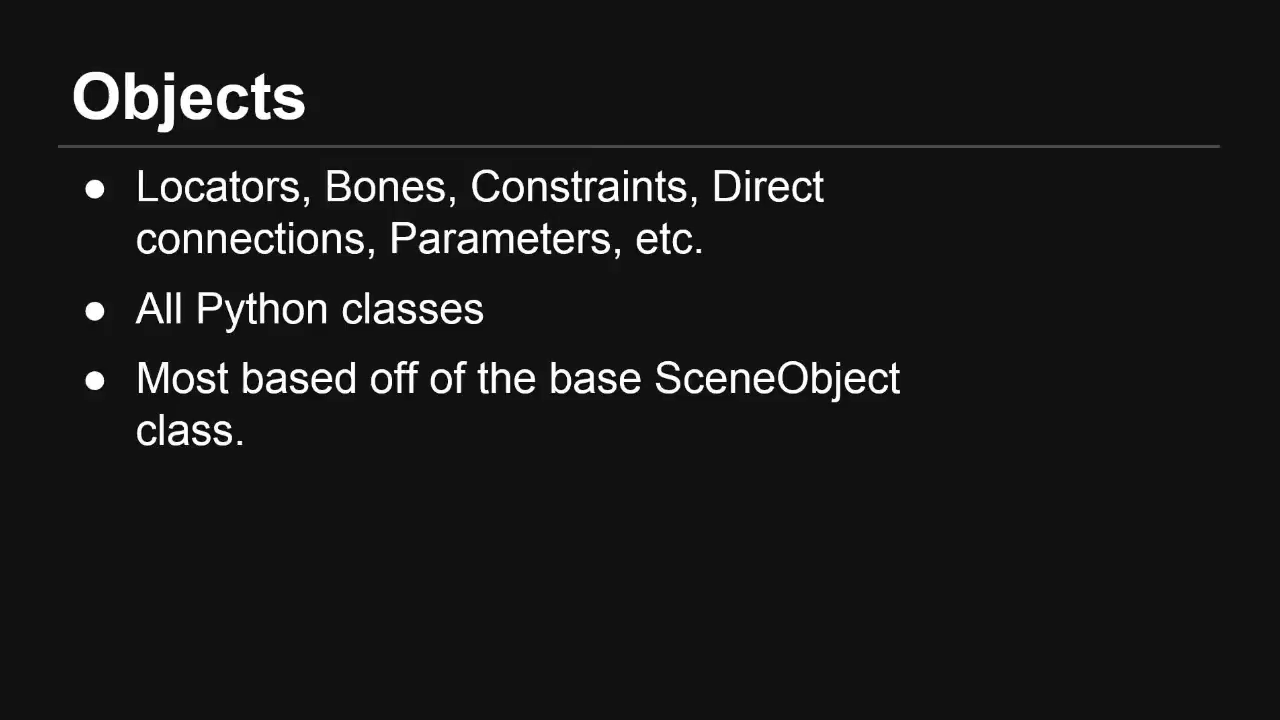 Objects
● Locators, Bones, Constraints, Direct
connections, Parameters, etc.
● All Python classes
● Most based off of the base SceneObject
class.